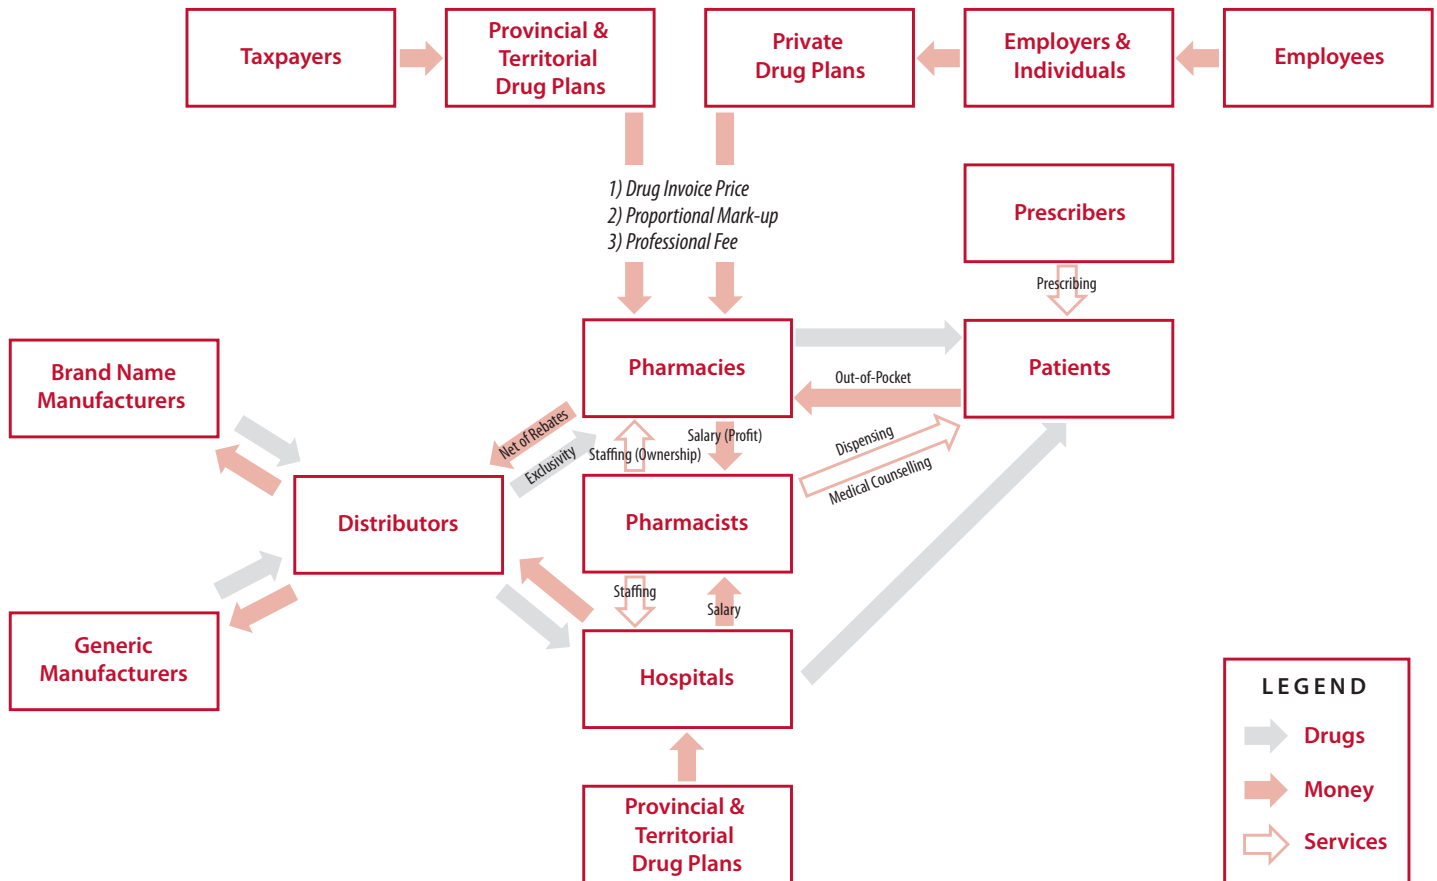 Taxpayers
Provincial &
Territorial
Drug Plans
Private
Drug Plans
Employers &
Individuals
Employees
1) Drug Invoice Price
2) Proportional Mark-up
3) Professional Fee
Prescribers
Prescribing
Brand Name
Manufacturers
Pharmacies
Patients
Out-of-Pocket
Net of Rebates
Exclusivity
Staffing (Ownership)
Salary (Profit)
Dispensing
Medical Counselling
Distributors
Pharmacists
Staffing
Salary
Generic
Manufacturers
Hospitals
Provincial &
Territorial
Drug Plans
LEGEND
Drugs
Money
Services